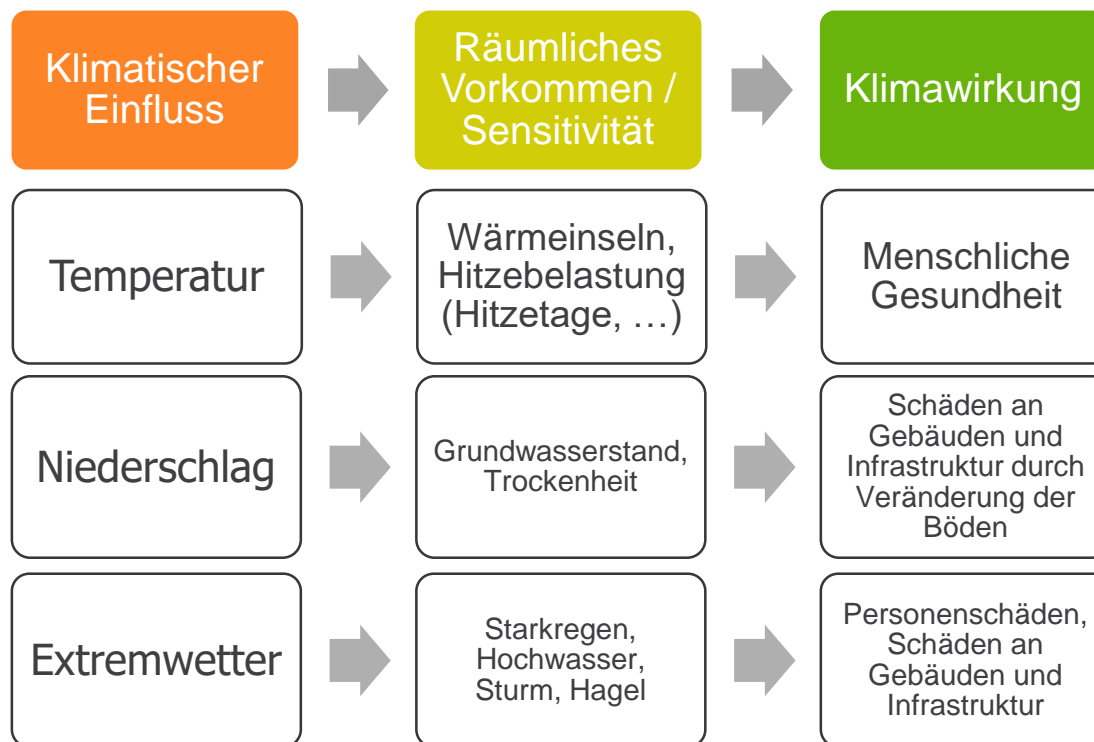 Klimatischer
Einfluss
Räumliches
Vorkommen /
Sensitivität
Klimawirkung
Temperatur
Wärmeinseln,
Hitzebelastung
(Hitzetage, …)
Menschliche
Gesundheit
Niederschlag
Grundwasserstand,
Trockenheit
Schäden an
Gebäuden und
Infrastruktur durch
Veränderung der
Böden
Extremwetter
Starkregen,
Hochwasser,
Sturm, Hagel
Personenschäden,
Schäden an
Gebäuden und
Infrastruktur